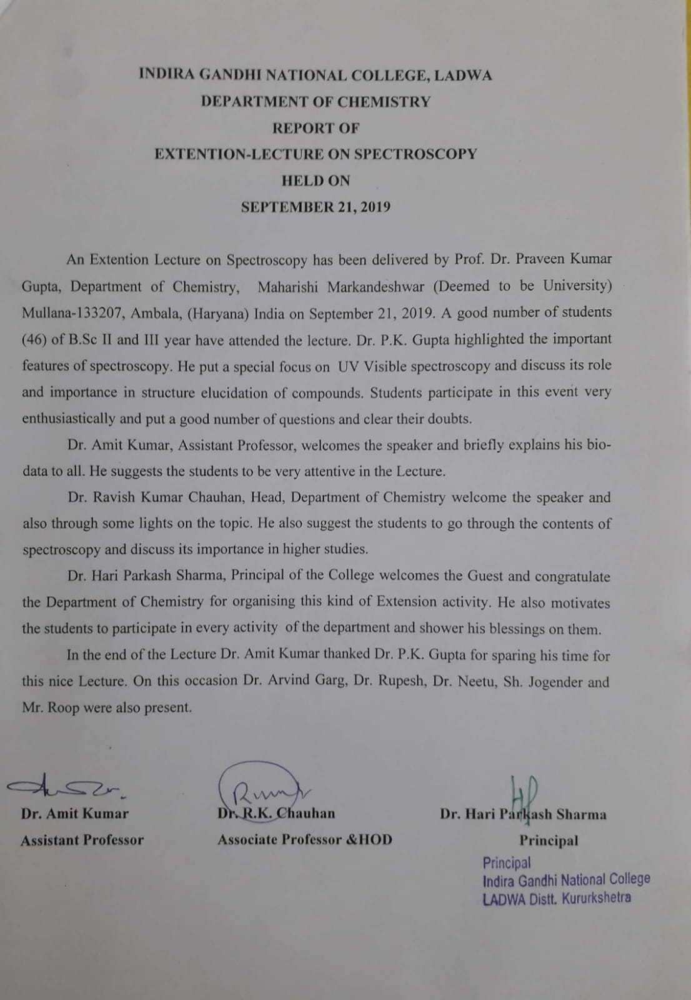 INDIRA GANDHI NATIONAL COLLEGE, LADWA
DEPARTMENT OF CHEMISTRY
REPORT OF
EXTENTION-LECTURE ON SPECTROSCOPY
HELD ON
SEPTEMBER 21, 2019
An Extention Lecture on Spectroscopy has been delivered by Prof. Dr. Praveen Kumar
Gupta, Department of Chemistry, Maharishi Markandeshwar (Deemed to be University)
Mullana-133207, Ambala, (Haryana) India on September 21, 2019. A good number of students
(46) of B.Sc II and III year have attended the lecture. Dr. P.K. Gupta highlighted the important
features of spectroscopy. He put a special focus on UV Visible spectroscopy and discuss its role
and importance in structure elucidation of compounds. Students participate in this event very
enthusiastically and put a good number of questions and clear their doubts.
Dr. Amit Kumar, Assistant Professor, welcomes the speaker and briefly explains his bio-
data to all. He suggests the students to be very attentive in the Lecture.
Dr. Ravish Kumar Chauhan, Head, Department of Chemistry welcome the speaker and
also through some lights on the topic. He also suggest the students to go through the contents of
spectroscopy and discuss its importance in higher studies.
Dr. Hari Parkash Sharma, Principal of the College welcomes the Guest and congratulate
the Department of Chemistry for organising this kind of Extension activity. He also motivates
the students to participate in every activity of the department and shower his blessings on them.
In the end of the Lecture Dr. Amit Kumar thanked Dr. P.K. Gupta for sparing his time for
this nice Lecture. On this occasion Dr. Arvind Garg, Dr. Rupesh, Dr. Neetu, Sh. Jogender and
Mr. Roop were also present.
Dr. Amit Kumar Dr. R.K. Chauhan Dr. Hari Parkash Sharma
Assistant Professor Associate Professor &HOD Principal
Principal
Indira Gandhi National College
LADWA Distt. Kururkshetra